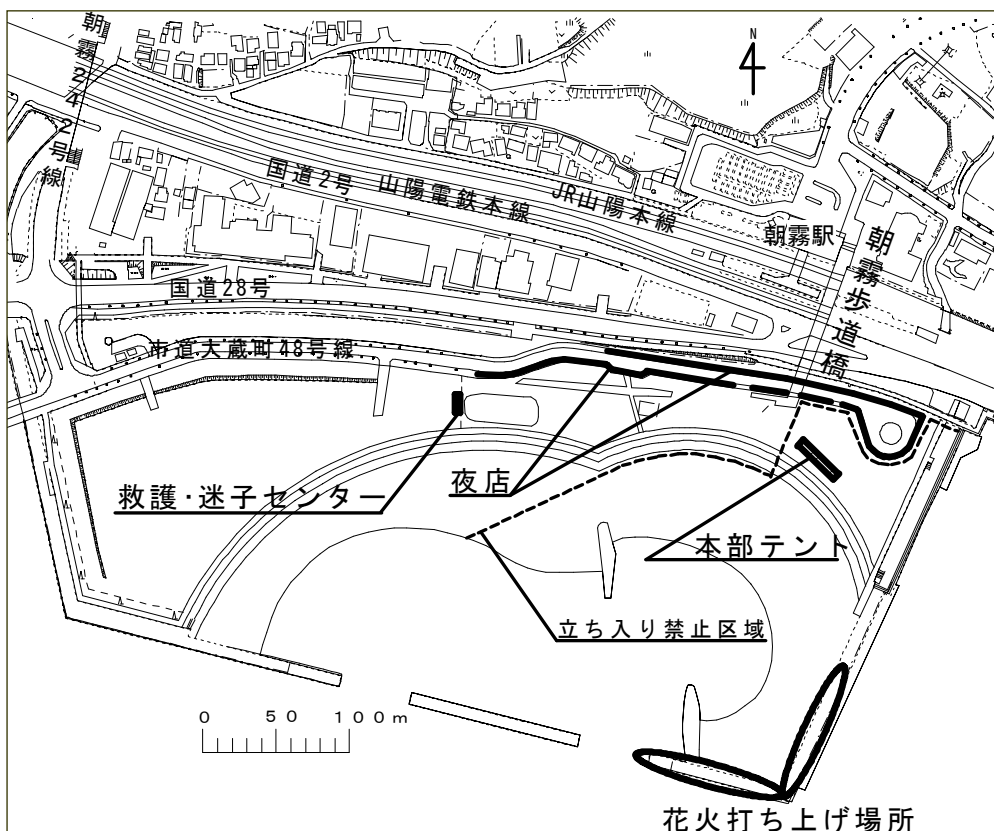 朝霧242号線
N
国道2号
山陽電鉄本線
JR山陽本線
朝霧駅
朝霧歩道橋
国道28号
市道大蔵町48号線
救護・迷子センター
夜店
本部テント
立ち入り禁止区域
0 50 100m
花火打ち上げ場所